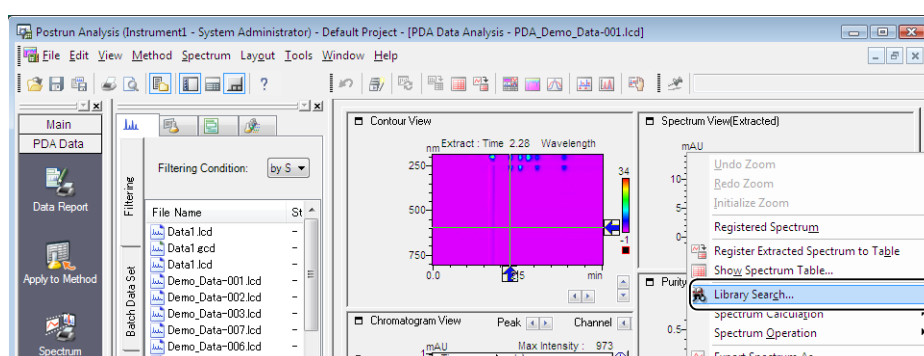 Postrun Analysis (Instrument1 - System Administrator) - Default Project - [PDA Data Analysis - PDA_Demo_Data-001.lcd]
File Edit View Method Spectrum Layout Tools Window Help
Main
PDA Data
Data Report
Apply to Method
Spectrum
Filtering
Batch Data Set
Filtering Condition: by S
File Name St
Data1.lcd -
Data1.gcd -
Data1.lcd -
Demo_Data-001.lcd -
Demo_Data-002.lcd -
Demo_Data-003.lcd -
Demo_Data-007.lcd -
Demo_Data-006.lcd -
Contour View
nm Extract : Time 2.28 Wavelength
250
500
750
0.0 min
34
-1
Chromatogram View Peak Channel
mAU Max Intensity : 973
Spectrum View(Extracted)
mAU
10
5
0
Purity
0.5
Undo Zoom
Redo Zoom
Initialize Zoom
Registered Spectrum
Register Extracted Spectrum to Table
Show Spectrum Table...
Library Search...
Spectrum Calculation
Spectrum Operation
Export Spectrum As